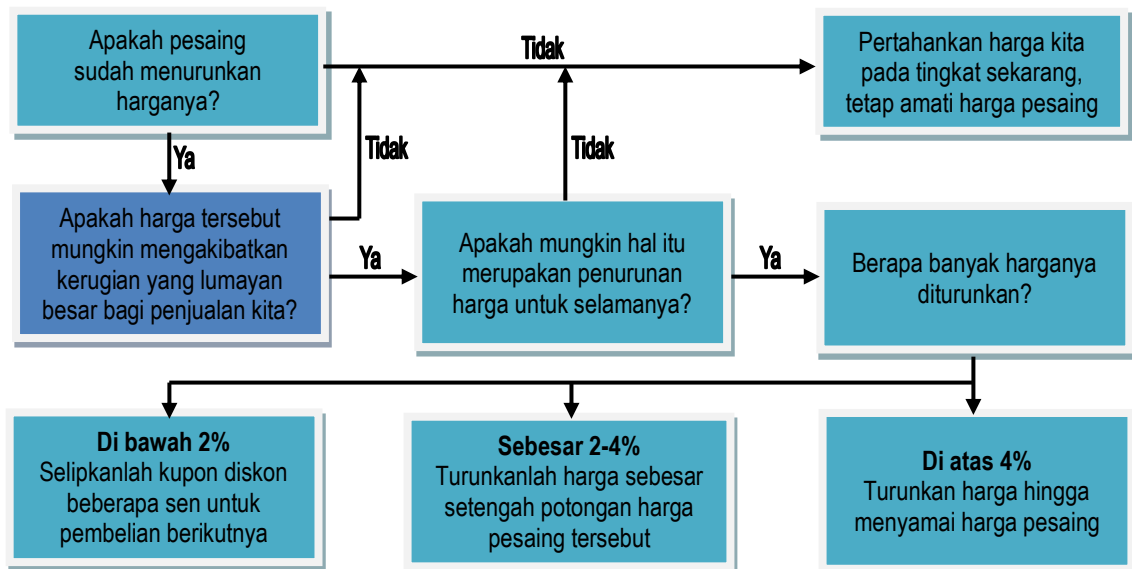 Apakah pesaing
sudah menurunkan
harganya?
Tidak
Pertahankan harga kita
pada tingkat sekarang,
tetap amati harga pesaing
Ya
Tidak
Tidak
Apakah harga tersebut
mungkin mengakibatkan
kerugian yang lumayan
besar bagi penjualan kita?
Ya
Apakah mungkin hal itu
merupakan penurunan
harga untuk selamanya?
Ya
Berapa banyak harganya
diturunkan?
Di bawah 2%
Selipkanlah kupon diskon
beberapa sen untuk
pembelian berikutnya
Sebesar 2-4%
Turunkanlah harga sebesar
setengah potongan harga
pesaing tersebut
Di atas 4%
Turunkan harga hingga
menyamai harga pesaing